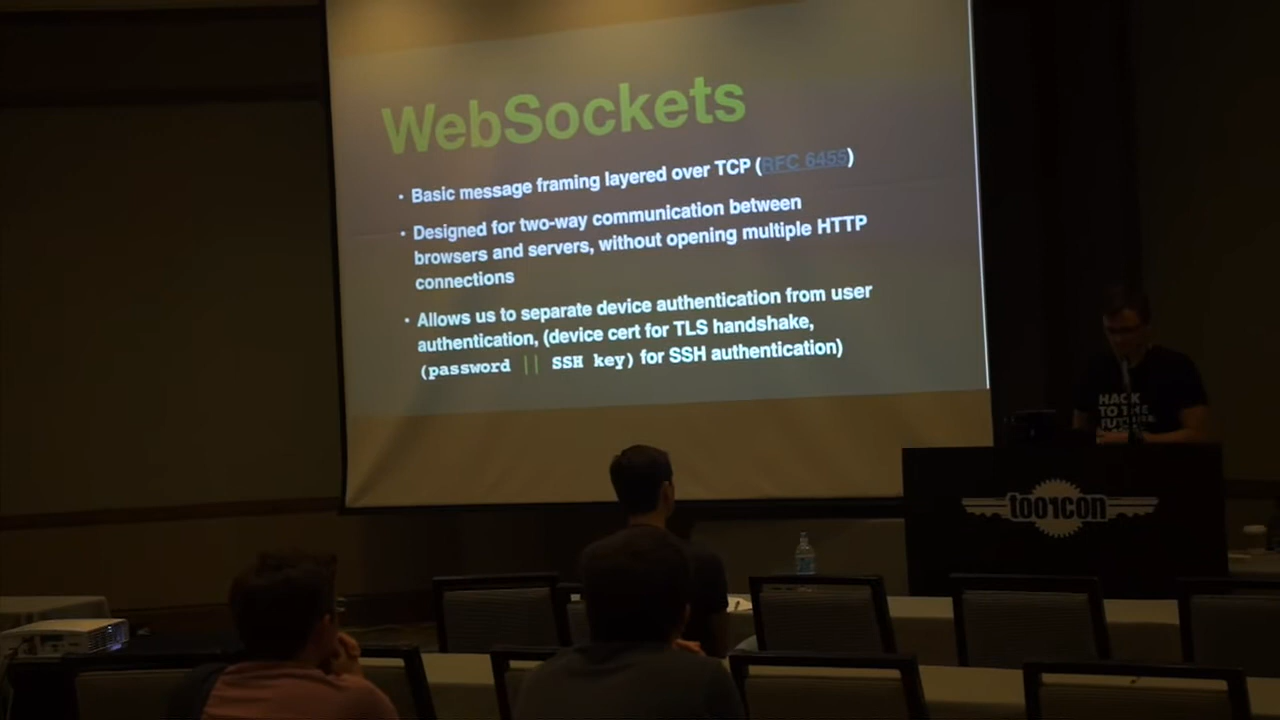 WebSockets
• Basic message framing layered over TCP (RFC 6455)
• Designed for two-way communication between
browsers and servers, without opening multiple HTTP
connections
• Allows us to separate device authentication from user
authentication, (device cert for TLS handshake,
(password || SSH key) for SSH authentication)
HACK
TO THE
FUTURE
toorcon